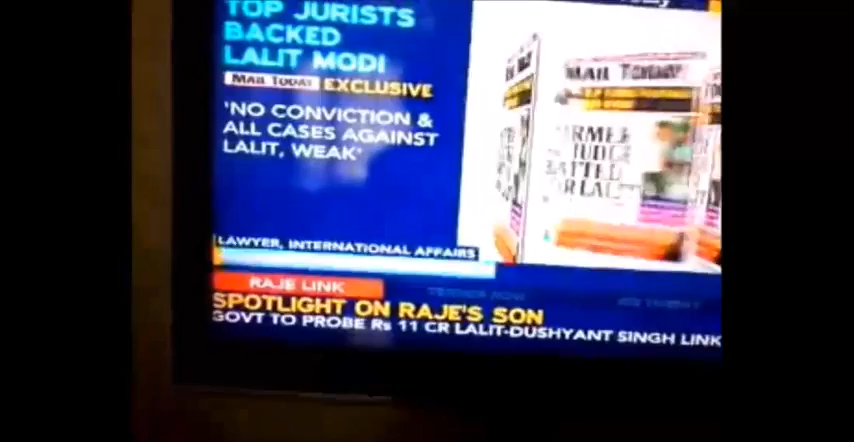 TOP JURISTS
BACKED
LALIT MODI
MAIL TODAY EXCLUSIVE
'NO CONVICTION &
ALL CASES AGAINST
LALIT, WEAK'
MAIL TODAY
JUDGE
LAWYER, INTERNATIONAL AFFAIRS
RAJE LINK
SPOTLIGHT ON RAJE'S SON
GOVT TO PROBE Rs 11 CR LALIT-DUSHYANT SINGH LINK